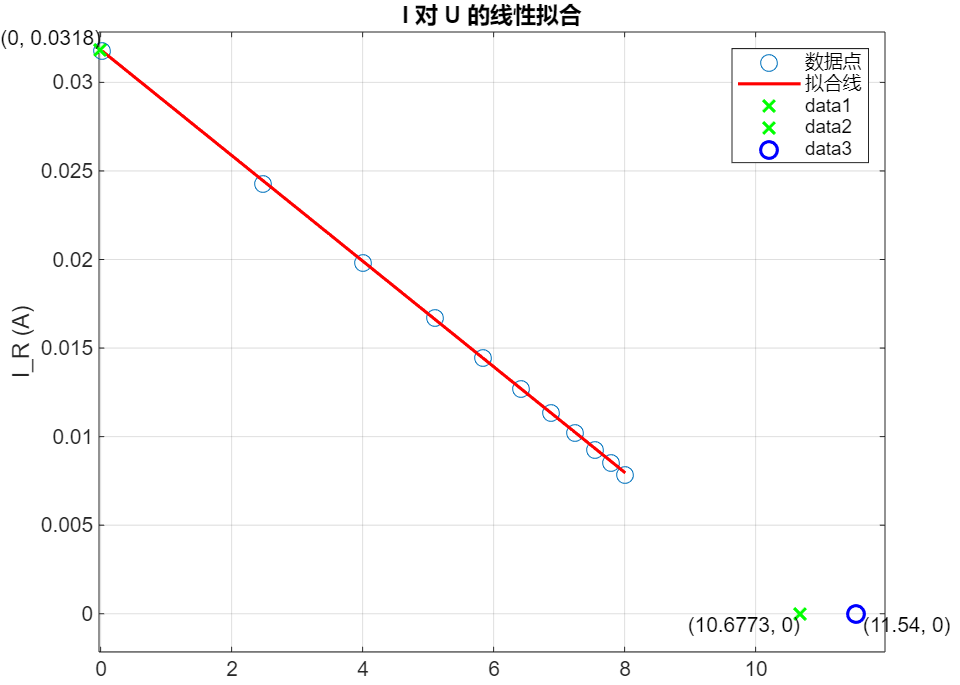 I 对 U 的线性拟合
(0, 0.0318)
数据点
拟合线
data1
data2
data3
0.03
0.025
0.02
0.015
0.01
0.005
0
I_R (A)
(10.6773, 0)
(11.54, 0)
0
2
4
6
8
10